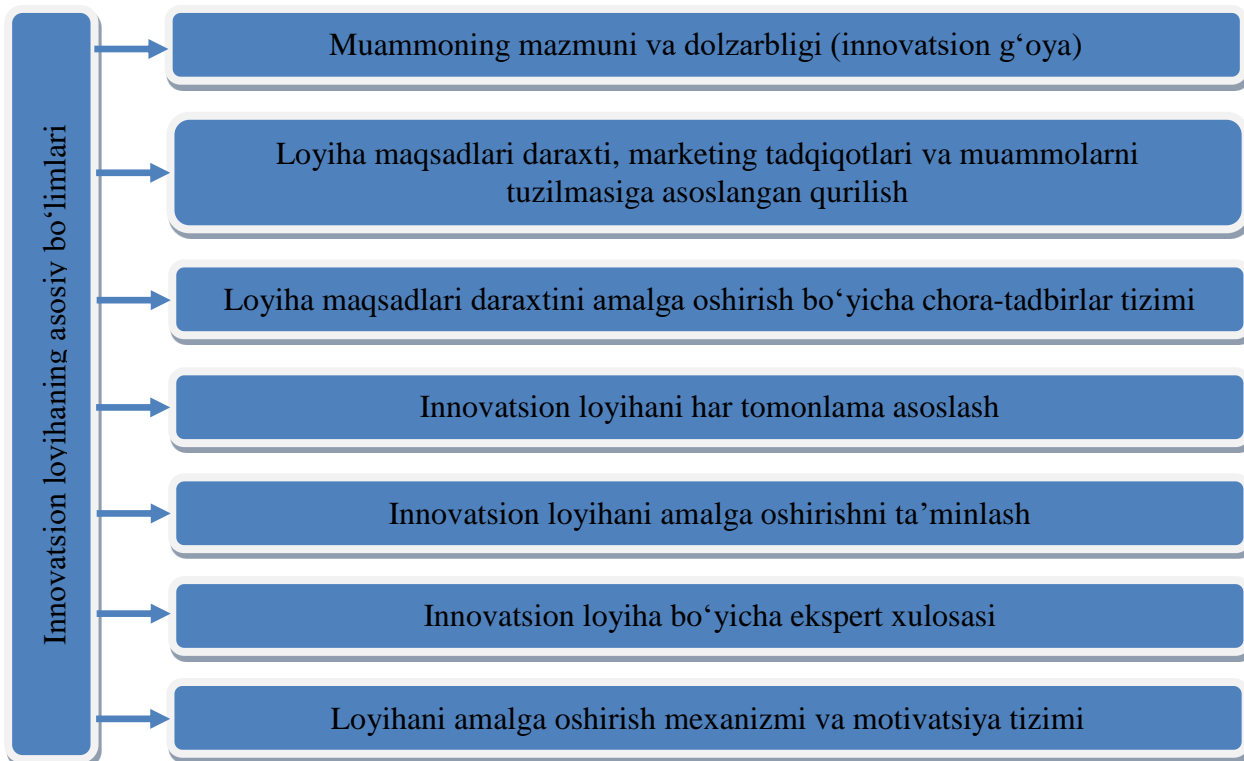 Innovatsion loyihaning asosiy bo‘limlari
Muammoning mazmuni va dolzarbligi (innovatsion g‘oya)
Loyiha maqsadlari daraxti, marketing tadqiqotlari va muammolarni
tuzilmasiga asoslangan qurilish
Loyiha maqsadlari daraxtini amalga oshirish bo‘yicha chora-tadbirlar tizimi
Innovatsion loyihani har tomonlama asoslash
Innovatsion loyihani amalga oshirishni ta’minlash
Innovatsion loyiha bo‘yicha ekspert xulosasi
Loyihani amalga oshirish mexanizmi va motivatsiya tizimi